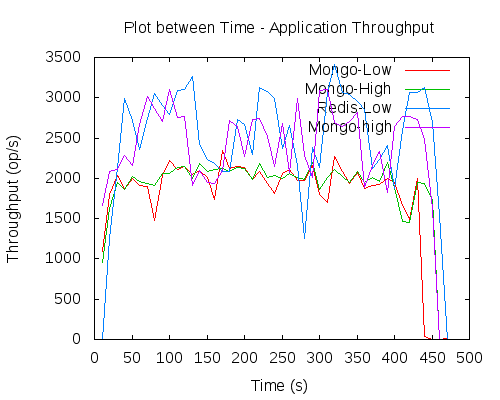 Plot between Time - Application Throughput
Throughput (op/s)
3500
3000
2500
2000
1500
1000
500
0
Mongo-Low
Mongo-High
Redis-Low
Mongo-high
0 50 100 150 200 250 300 350 400 450 500
Time (s)